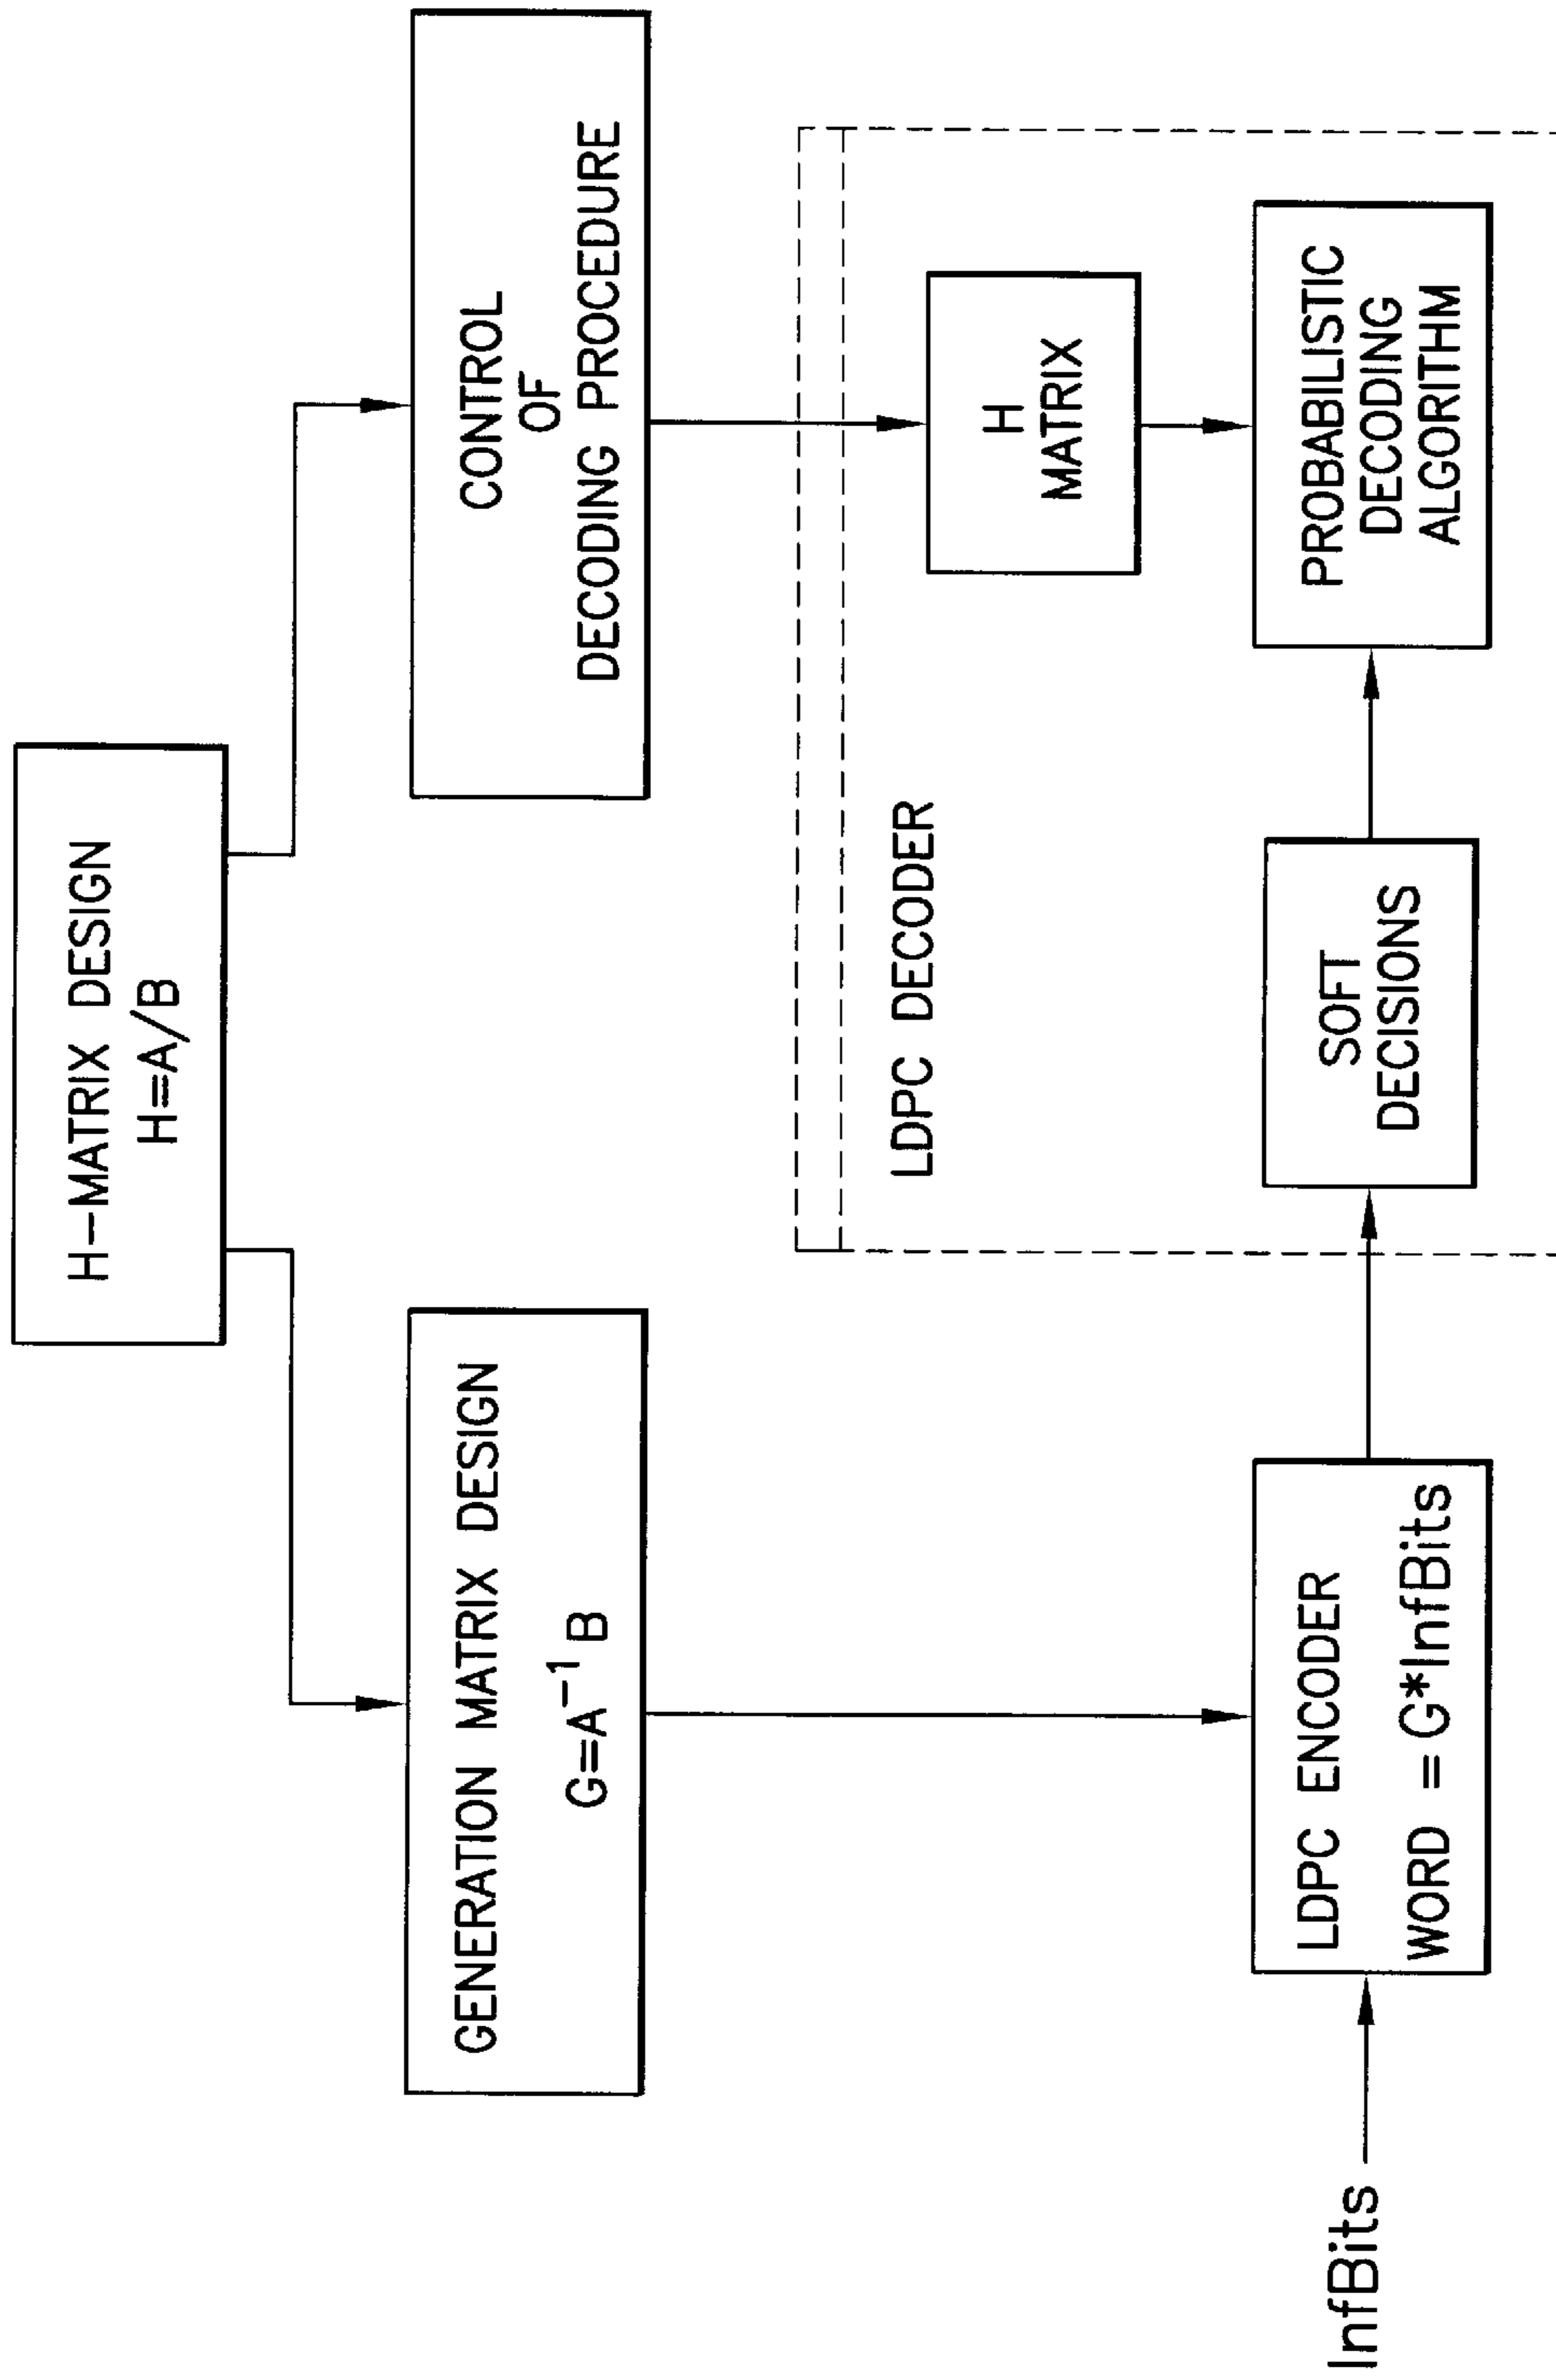 H-MATRIX DESIGN
H=A/B
GENERATION MATRIX DESIGN
G=A⁻¹B
CONTROL
OF
DECODING PROCEDURE
LDPC DECODER
H
MATRIX
InfBits
LDPC ENCODER
WORD = G*InfBits
SOFT
DECISIONS
PROBABILISTIC
DECODING
ALGORITHM